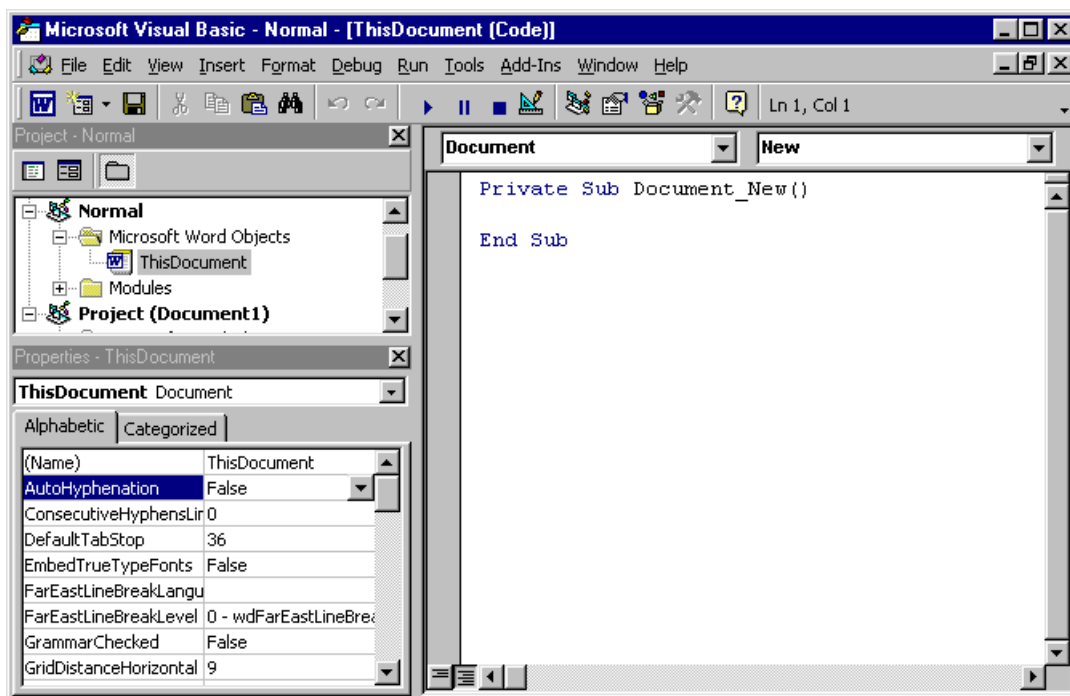 Microsoft Visual Basic - Normal - [ThisDocument (Code)]
File Edit View Insert Format Debug Run Tools Add-Ins Window Help
Ln 1, Col 1
Project - Normal
Normal
Microsoft Word Objects
ThisDocument
Modules
Project (Document1)
Properties - ThisDocument
ThisDocument Document
Alphabetic Categorized
(Name) ThisDocument
AutoHyphenation False
ConsecutiveHyphensLir 0
DefaultTabStop 36
EmbedTrueTypeFonts False
FarEastLineBreakLangu
FarEastLineBreakLevel 0 - wdFarEastLineBrea
GrammarChecked False
GridDistanceHorizontal 9
Document New
Private Sub Document_New()
End Sub